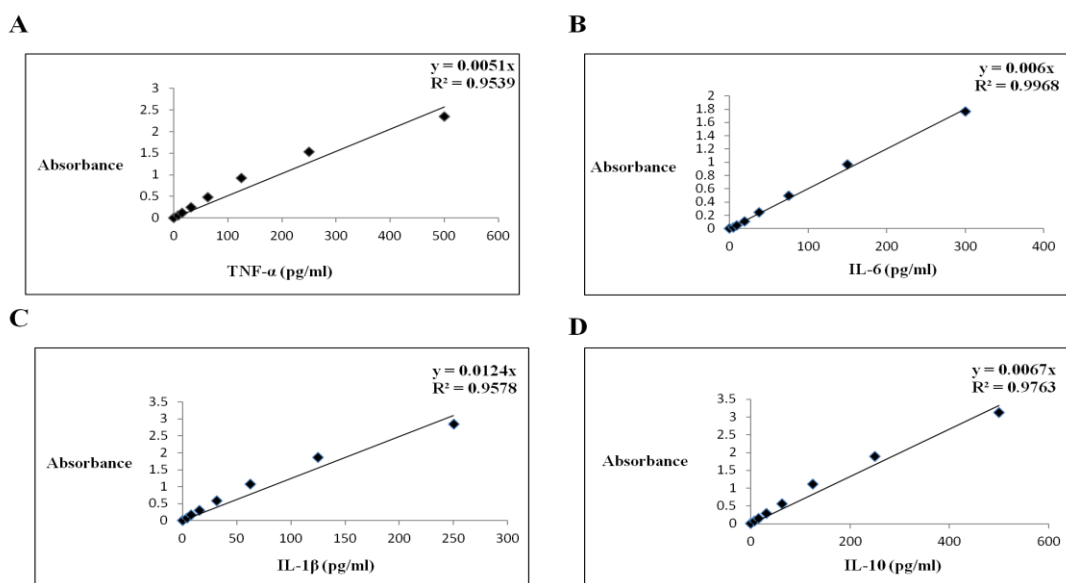 A
y = 0.0051x
R² = 0.9539
3
2.5
2
1.5
1
0.5
0
Absorbance
0 100 200 300 400 500 600
TNF-α (pg/ml)
B
y = 0.006x
R² = 0.9968
2
1.8
1.6
1.4
1.2
1
0.8
0.6
0.4
0.2
0
Absorbance
0 100 200 300 400
IL-6 (pg/ml)
C
y = 0.0124x
R² = 0.9578
3.5
3
2.5
2
1.5
1
0.5
0
Absorbance
0 50 100 150 200 250 300
IL-1β (pg/ml)
D
y = 0.0067x
R² = 0.9763
3.5
3
2.5
2
1.5
1
0.5
0
Absorbance
0 200 400 600
IL-10 (pg/ml)